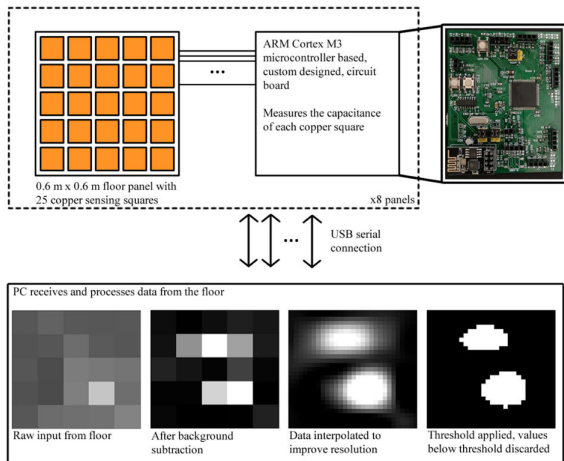 ARM Cortex M3
microcontroller based,
custom designed, circuit
board
Measures the capacitance
of each copper square
...
0.6 m x 0.6 m floor panel with
25 copper sensing squares
x8 panels
...
USB serial
connection
PC receives and processes data from the floor
Raw input from floor
After background
subtraction
Data interpolated to
improve resolution
Threshold applied, values
below threshold discarded